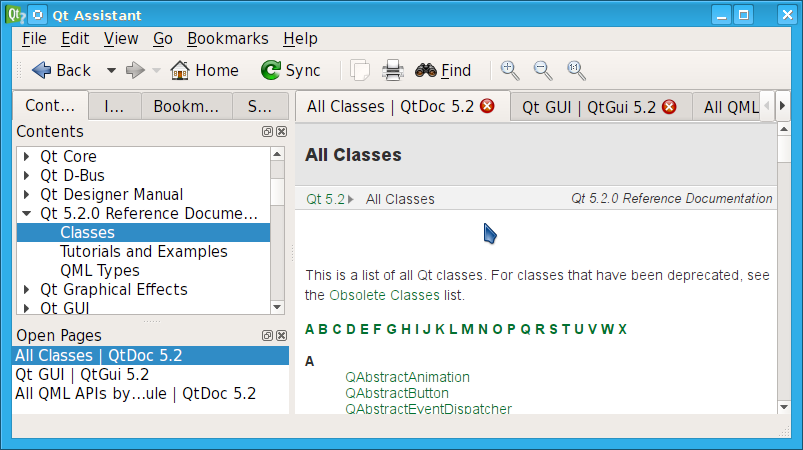 Qt Assistant
File Edit View Go Bookmarks Help
Back Home Sync Find 1:1
Cont... I... Bookm... S...
All Classes | QtDoc 5.2 Qt GUI | QtGui 5.2 All QML
Contents
Qt Core
Qt D-Bus
Qt Designer Manual
Qt 5.2.0 Reference Docume...
Classes
Tutorials and Examples
QML Types
Qt Graphical Effects
Qt GUI
Open Pages
All Classes | QtDoc 5.2
Qt GUI | QtGui 5.2
All QML APIs by...ule | QtDoc 5.2
All Classes
Qt 5.2 All Classes Qt 5.2.0 Reference Documentation
This is a list of all Qt classes. For classes that have been deprecated, see
the Obsolete Classes list.
A B C D E F G H I J K L M N O P Q R S T U V W X
A
QAbstractAnimation
QAbstractButton
QAbstractEventDispatcher